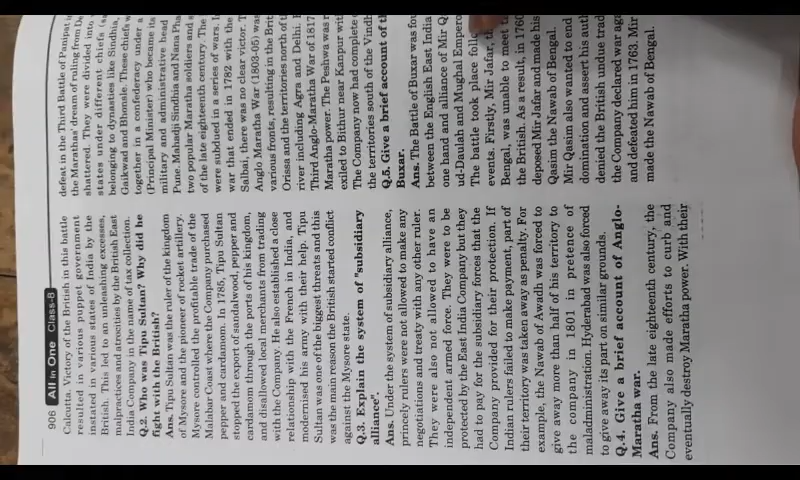 906 All in One Class-8
Calcutta. Victory of the British in this battle
resulted in various puppet government
instated in various states of India by the
British. This led to an unleashing excesses,
malpractices and atrocities by the British East
India Company in the name of tax collection.
Q.2. Who was Tipu Sultan? Why did he
fight with the British?
Ans. Tipu Sultan was the ruler of the kingdom
of Mysore and the pioneer of rocket artillery.
Mysore controlled the profitable trade of the
Malabar Coast where the Company purchased
pepper and cardamom. In 1785, Tipu Sultan
stopped the export of sandalwood, pepper and
cardamom through the ports of his kingdom,
and disallowed local merchants from trading
with the Company. He also established a close
relationship with the French in India, and
modernised his army with their help. Tipu
Sultan was one of the biggest threats and this
was the main reason the British started conflict
against the Mysore state.
Q.3. Explain the system of "subsidiary
alliance".
Ans. Under the system of subsidiary alliance,
princely rulers were not allowed to make any
negotiations and treaty with any other ruler.
They were also not allowed to have an
independent armed force. They were to be
protected by the East India Company but they
had to pay for the subsidiary forces that the
Company provided for their protection. If
Indian rulers failed to make payment, part of
their territory was taken away as penalty. For
example, the Nawab of Awadh was forced to
give away more than half of his territory to
the company in 1801 in pretence of
maladministration. Hyderabad was also forced
to give away its part on similar grounds.
Q.4. Give a brief account of Anglo-
Maratha war.
Ans. From the late eighteenth century, the
Company also made efforts to curb and
eventually destroy Maratha power. With their
defeat in the Third Battle of Panipat
the Marathas' dream of ruling from
shattered. They were divided into
states under different chiefs
belonging to dynasties like Sindhia,
Gaikwad and Bhonsle. These chiefs
together in a confederacy under a
(Principal Minister) who became its
military and administrative head
Pune. Mahadji Sindhia and Nana
two popular Maratha soldiers and
of the late eighteenth century. The
were subdued in a series of wars.
war that ended in 1782 with the
Salbai, there was no clear victor.
Anglo Maratha War (1803-05) was
various fronts, resulting in the
Orissa and the territories north of
river including Agra and Delhi.
Third Anglo-Maratha War of 1817
Maratha power. The Peshwa was
exiled to Bithur near Kanpur with
The Company now had complete
the territories south of the
Q.5. Give a brief account of
Buxar.
Ans. The Battle of Buxar was
between the English East India
one hand and alliance of Mir
ud-Daulah and Mughal
The battle took place
events. Firstly, Mir Jafar,
Bengal, was unable to meet
the British. As a result, in 1760
deposed Mir Jafar and made his
Qasim the Nawab of Bengal.
Mir Qasim also wanted to end
domination and assert his
denied the British undue
the Company declared war
and defeated him in 1763. Mir
made the Nawab of Bengal.